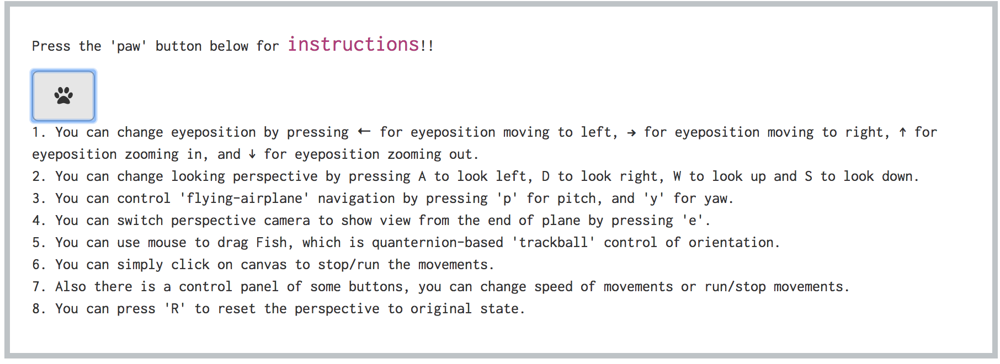 Press the 'paw' button below for instructions!!
1. You can change eyeposition by pressing ← for eyeposition moving to left, → for eyeposition moving to right, ↑ for
eyeposition zooming in, and ↓ for eyeposition zooming out.
2. You can change looking perspective by pressing A to look left, D to look right, W to look up and S to look down.
3. You can control 'flying-airplane' navigation by pressing 'p' for pitch, and 'y' for yaw.
4. You can switch perspective camera to show view from the end of plane by pressing 'e'.
5. You can use mouse to drag Fish, which is quanternion-based 'trackball' control of orientation.
6. You can simply click on canvas to stop/run the movements.
7. Also there is a control panel of some buttons, you can change speed of movements or run/stop movements.
8. You can press 'R' to reset the perspective to original state.